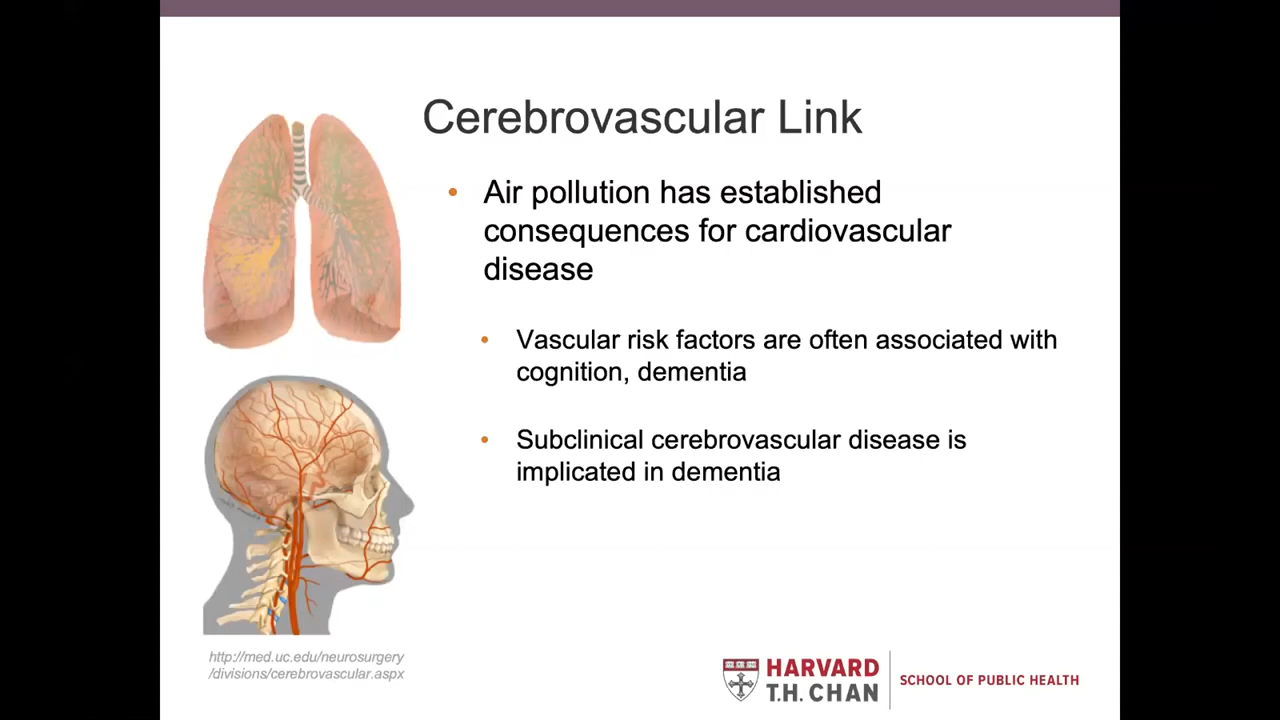 Cerebrovascular Link
• Air pollution has established
consequences for cardiovascular
disease
• Vascular risk factors are often associated with
cognition, dementia
• Subclinical cerebrovascular disease is
implicated in dementia
http://med.uc.edu/neurosurgery
/divisions/cerebrovascular.aspx
HARVARD
T.H. CHAN
SCHOOL OF PUBLIC HEALTH